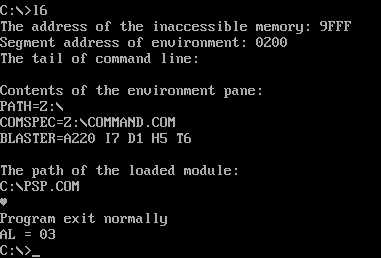 C:\>l6
The address of the inaccessible memory: 9FFF
Segment address of environment: 0200
The tail of command line:
Contents of the environment pane:
PATH=Z:\
COMSPEC=Z:\COMMAND.COM
BLASTER=A220 I7 D1 H5 T6
The path of the loaded module:
C:\PSP.COM
♥
Program exit normally
AL = 03
C:\>_